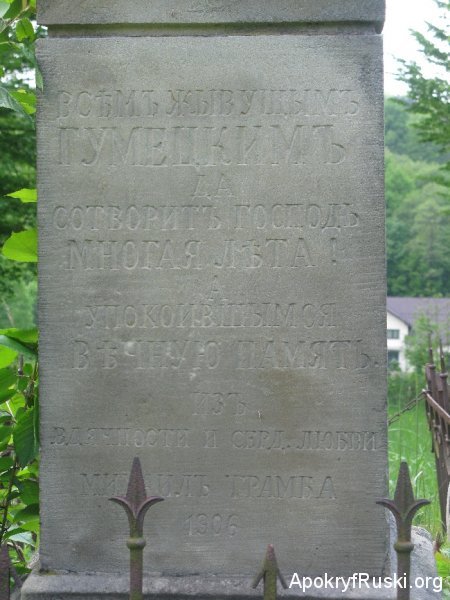 ВСѢМЪ ЖЫВУЩЫМЪ
ГУМЕЦКИМЪ
ДА
СОТВОРИТЪ ГОСПОДЬ
МНОГАЯ ЛѢТА!
А
УПОКОИВШЫМСЯ
ВѢЧНУЮ ПАМЯТЬ
ИЗЪ
ВДЯЧНОСТИ И СЕРД. ЛЮБВИ
МИХАИЛЪ ТРАМБА
1906
ApokryfRuski.org